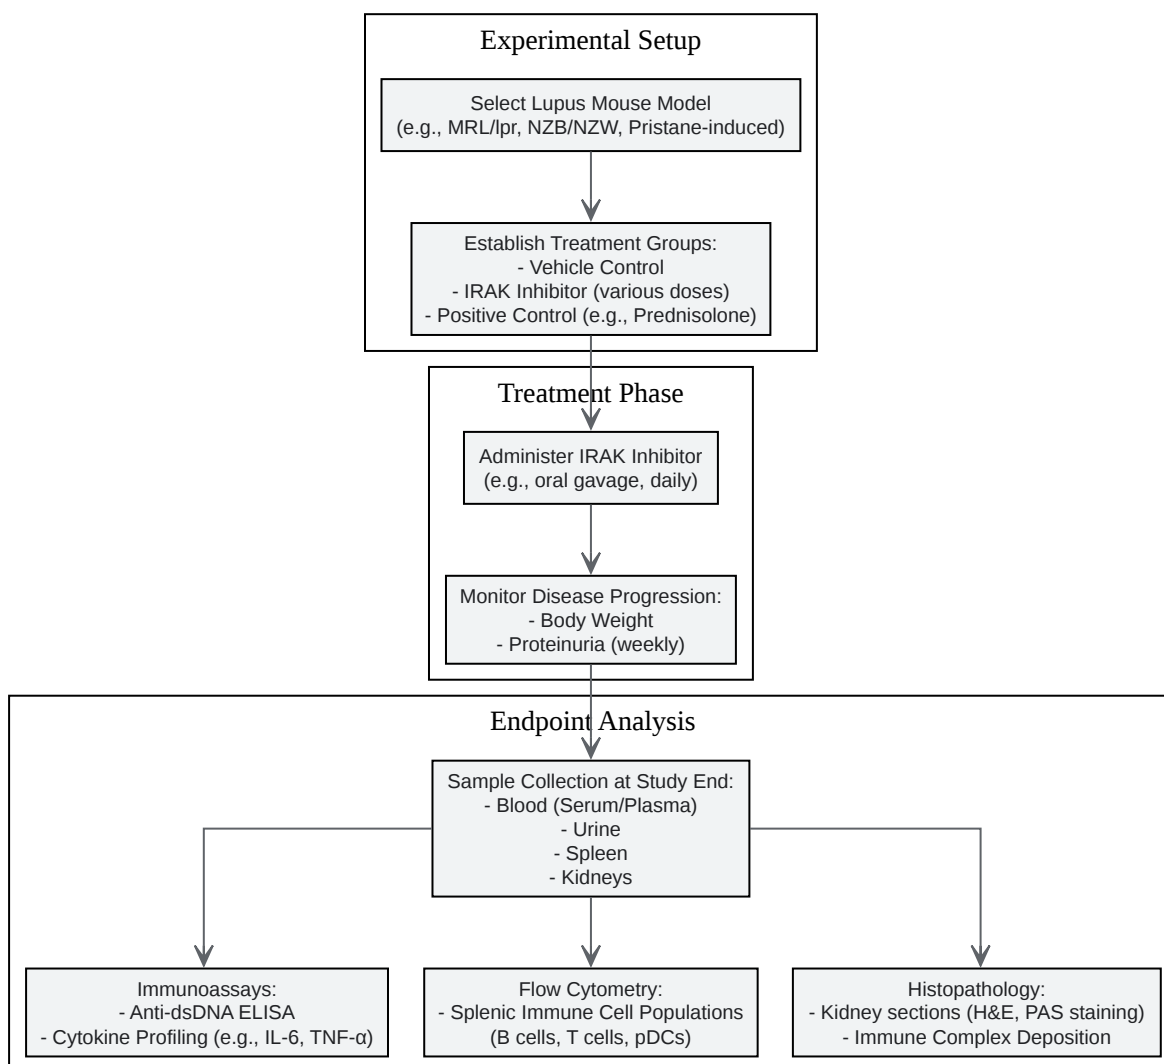 Experimental Setup
Select Lupus Mouse Model
(e.g., MRL/lpr, NZB/NZW, Pristane-induced)
Establish Treatment Groups:
- Vehicle Control
- IRAK Inhibitor (various doses)
- Positive Control (e.g., Prednisolone)
Treatment Phase
Administer IRAK Inhibitor
(e.g., oral gavage, daily)
Monitor Disease Progression:
- Body Weight
- Proteinuria (weekly)
Endpoint Analysis
Sample Collection at Study End:
- Blood (Serum/Plasma)
- Urine
- Spleen
- Kidneys
Immunoassays:
- Anti-dsDNA ELISA
- Cytokine Profiling (e.g., IL-6, TNF-α)
Flow Cytometry:
- Splenic Immune Cell Populations
(B cells, T cells, pDCs)
Histopathology:
- Kidney sections (H&E, PAS staining)
- Immune Complex Deposition